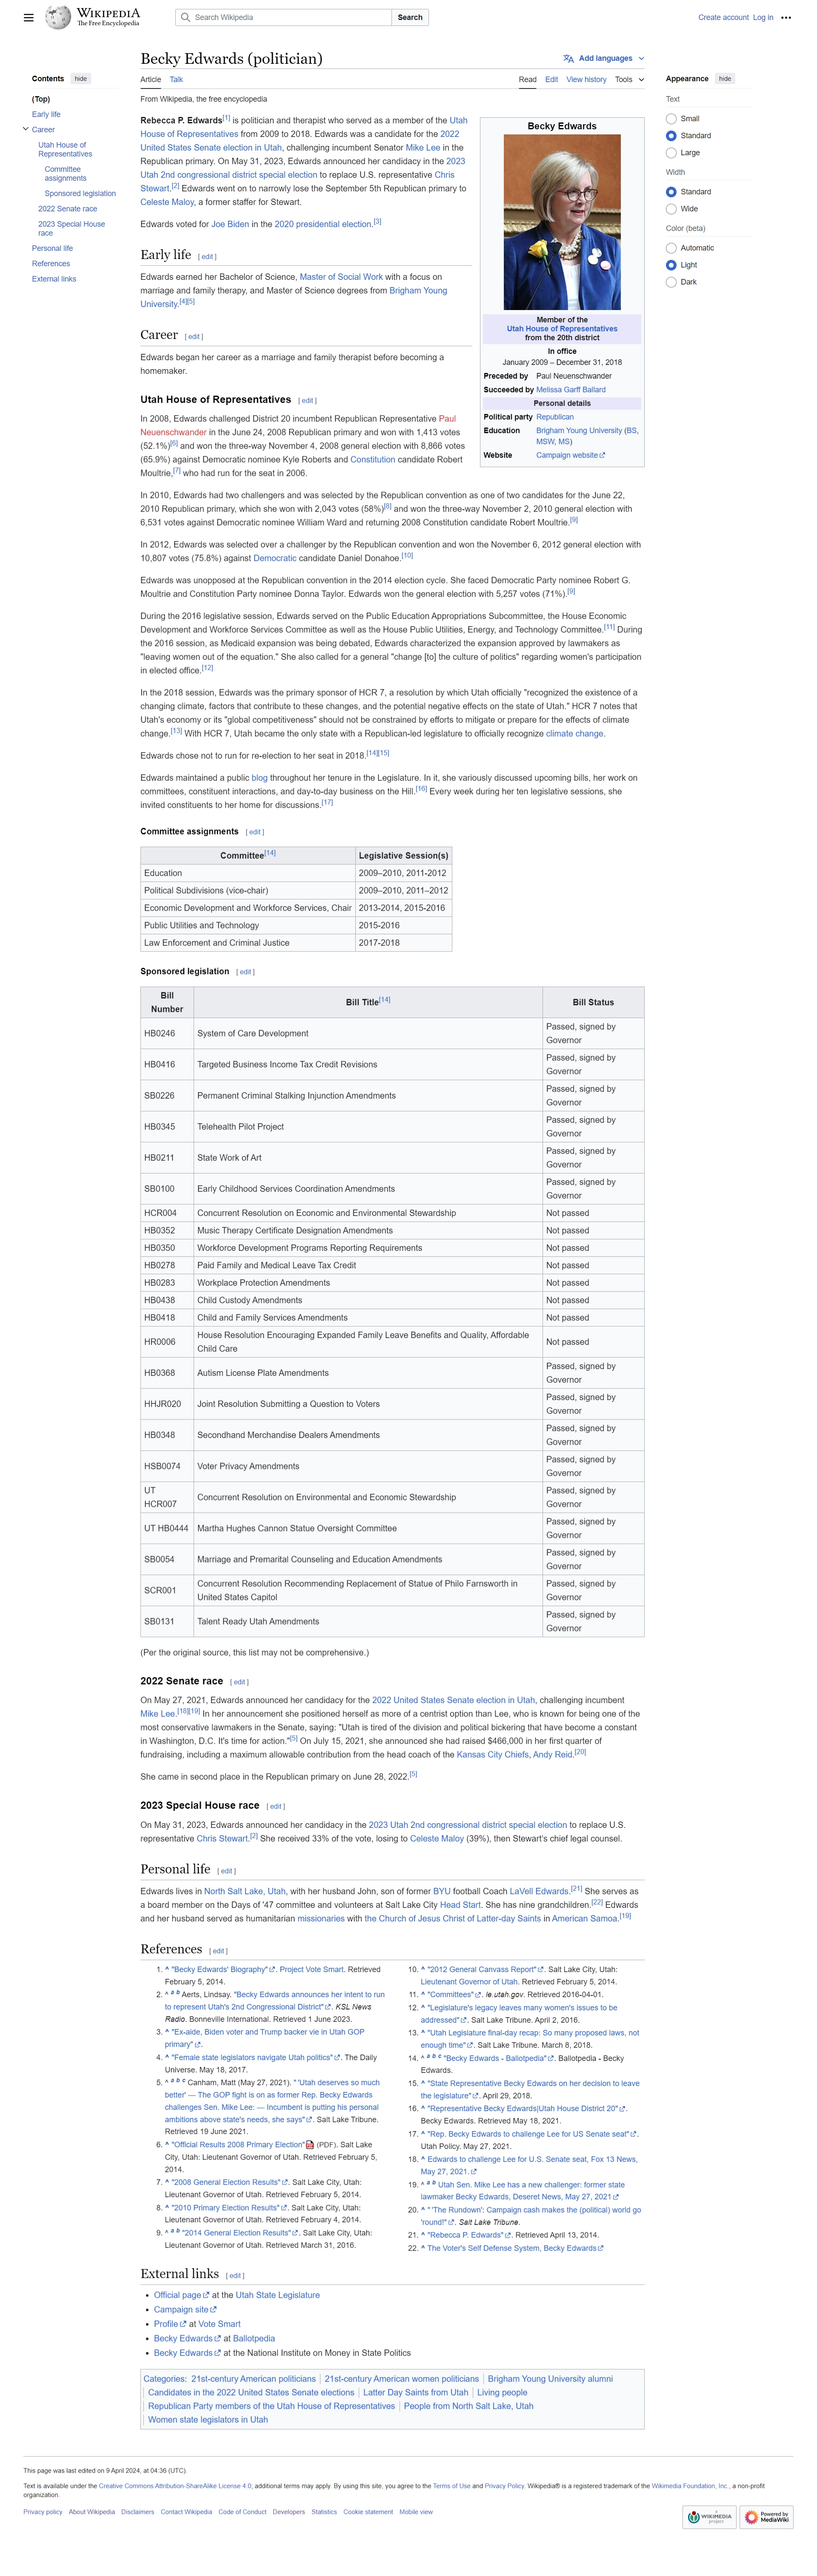 WIKIPEDIA
The Free Encyclopedia
Search Wikipedia
Search
Create account Log in
Contents hide
(Top)
Early life
Career
Utah House of
Representatives
Committee
assignments
Sponsored legislation
2022 Senate race
2023 Special House
race
Personal life
References
External links
Becky Edwards (politician)
Add languages
Article Talk
Read Edit View history Tools
From Wikipedia, the free encyclopedia
Appearance hide
Text
Small
Standard
Large
Width
Standard
Wide
Color (beta)
Automatic
Light
Dark
Rebecca P. Edwards[1] is politician and therapist who served as a member of the Utah
House of Representatives from 2009 to 2018. Edwards was a candidate for the 2022
United States Senate election in Utah, challenging incumbent Senator Mike Lee in the
Republican primary. On May 31, 2023, Edwards announced her candidacy in the 2023
Utah 2nd congressional district special election to replace U.S. representative Chris
Stewart.[2] Edwards went on to narrowly lose the September 5th Republican primary to
Celeste Maloy, a former staffer for Stewart.
Edwards voted for Joe Biden in the 2020 presidential election.[3]
Becky Edwards
Member of the
Utah House of Representatives
from the 20th district
In office
January 2009 – December 31, 2018
Preceded by Paul Neuenschwander
Succeeded by Melissa Garff Ballard
Personal details
Political party Republican
Education Brigham Young University (BS,
MSW, MS)
Website Campaign website
Early life [ edit ]
Edwards earned her Bachelor of Science, Master of Social Work with a focus on
marriage and family therapy, and Master of Science degrees from Brigham Young
University.[4][5]
Career [ edit ]
Edwards began her career as a marriage and family therapist before becoming a
homemaker.
Utah House of Representatives [ edit ]
In 2008, Edwards challenged District 20 incumbent Republican Representative Paul
Neuenschwander in the June 24, 2008 Republican primary and won with 1,413 votes
(52.1%)[6] and won the three-way November 4, 2008 general election with 8,866 votes
(65.9%) against Democratic nominee Kyle Roberts and Constitution candidate Robert
Moultrie,[7] who had run for the seat in 2006.
In 2010, Edwards had two challengers and was selected by the Republican convention as one of two candidates for the June 22,
2010 Republican primary, which she won with 2,043 votes (58%)[8] and won the three-way November 2, 2010 general election with
6,531 votes against Democratic nominee William Ward and returning 2008 Constitution candidate Robert Moultrie.[9]
In 2012, Edwards was selected over a challenger by the Republican convention and won the November 6, 2012 general election with
10,807 votes (75.8%) against Democratic candidate Daniel Donahoe.[10]
Edwards was unopposed at the Republican convention in the 2014 election cycle. She faced Democratic Party nominee Robert G.
Moultrie and Constitution Party nominee Donna Taylor. Edwards won the general election with 5,257 votes (71%).[9]
During the 2016 legislative session, Edwards served on the Public Education Appropriations Subcommittee, the House Economic
Development and Workforce Services Committee as well as the House Public Utilities, Energy, and Technology Committee.[11] During
the 2016 session, as Medicaid expansion was being debated, Edwards characterized the expansion approved by lawmakers as
"leaving women out of the equation." She also called for a general "change [to] the culture of politics" regarding women's participation
in elected office.[12]
In the 2018 session, Edwards was the primary sponsor of HCR 7, a resolution by which Utah officially "recognized the existence of a
changing climate, factors that contribute to these changes, and the potential negative effects on the state of Utah." HCR 7 notes that
Utah's economy or its "global competitiveness" should not be constrained by efforts to mitigate or prepare for the effects of climate
change.[13] With HCR 7, Utah became the only state with a Republican-led legislature to officially recognize climate change.
Edwards chose not to run for re-election to her seat in 2018.[14][15]
Edwards maintained a public blog throughout her tenure in the Legislature. In it, she variously discussed upcoming bills, her work on
committees, constituent interactions, and day-to-day business on the Hill.[16] Every week during her ten legislative sessions, she
invited constituents to her home for discussions.[17]
Committee assignments [ edit ]
Committee[14] Legislative Session(s)
Education 2009–2010, 2011-2012
Political Subdivisions (vice-chair) 2009–2010, 2011–2012
Economic Development and Workforce Services, Chair 2013-2014, 2015-2016
Public Utilities and Technology 2015-2016
Law Enforcement and Criminal Justice 2017-2018
Sponsored legislation [ edit ]
Bill
Number Bill Title[14] Bill Status
HB0246 System of Care Development Passed, signed by
Governor
HB0416 Targeted Business Income Tax Credit Revisions Passed, signed by
Governor
SB0226 Permanent Criminal Stalking Injunction Amendments Passed, signed by
Governor
HB0345 Telehealth Pilot Project Passed, signed by
Governor
HB0211 State Work of Art Passed, signed by
Governor
SB0100 Early Childhood Services Coordination Amendments Passed, signed by
Governor
HCR004 Concurrent Resolution on Economic and Environmental Stewardship Not passed
HB0352 Music Therapy Certificate Designation Amendments Not passed
HB0350 Workforce Development Programs Reporting Requirements Not passed
HB0278 Paid Family and Medical Leave Tax Credit Not passed
HB0283 Workplace Protection Amendments Not passed
HB0438 Child Custody Amendments Not passed
HB0418 Child and Family Services Amendments Not passed
HR0006 House Resolution Encouraging Expanded Family Leave Benefits and Quality, Affordable
Child Care Not passed
HB0368 Autism License Plate Amendments Passed, signed by
Governor
HHJR020 Joint Resolution Submitting a Question to Voters Passed, signed by
Governor
HB0348 Secondhand Merchandise Dealers Amendments Passed, signed by
Governor
HSB0074 Voter Privacy Amendments Passed, signed by
Governor
UT
HCR007 Concurrent Resolution on Environmental and Economic Stewardship Passed, signed by
Governor
UT HB0444 Martha Hughes Cannon Statue Oversight Committee Passed, signed by
Governor
SB0054 Marriage and Premarital Counseling and Education Amendments Passed, signed by
Governor
SCR001 Concurrent Resolution Recommending Replacement of Statue of Philo Farnsworth in
United States Capitol Passed, signed by
Governor
SB0131 Talent Ready Utah Amendments Passed, signed by
Governor
(Per the original source, this list may not be comprehensive.)
2022 Senate race [ edit ]
On May 27, 2021, Edwards announced her candidacy for the 2022 United States Senate election in Utah, challenging incumbent
Mike Lee.[18][19] In her announcement she positioned herself as more of a centrist option than Lee, who is known for being one of the
most conservative lawmakers in the Senate, saying: "Utah is tired of the division and political bickering that have become a constant
in Washington, D.C. It's time for action."[5] On July 15, 2021, she announced she had raised $466,000 in her first quarter of
fundraising, including a maximum allowable contribution from the head coach of the Kansas City Chiefs, Andy Reid.[20]
She came in second place in the Republican primary on June 28, 2022.[5]
2023 Special House race [ edit ]
On May 31, 2023, Edwards announced her candidacy in the 2023 Utah 2nd congressional district special election to replace U.S.
representative Chris Stewart.[2] She received 33% of the vote, losing to Celeste Maloy (39%), then Stewart's chief legal counsel.
Personal life [ edit ]
Edwards lives in North Salt Lake, Utah, with her husband John, son of former BYU football Coach LaVell Edwards.[21] She serves as
a board member on the Days of '47 committee and volunteers at Salt Lake City Head Start. She has nine grandchildren.[22] Edwards
and her husband served as humanitarian missionaries with the Church of Jesus Christ of Latter-day Saints in American Samoa.[19]
References [ edit ]
1. ^ "Becky Edwards' Biography". Project Vote Smart. Retrieved
February 5, 2014.
2. ^ a b Aerts, Lindsay. "Becky Edwards announces her intent to run
to represent Utah's 2nd Congressional District". KSL News
Radio. Bonneville International. Retrieved 1 June 2023.
3. ^ "Ex-aide, Biden voter and Trump backer vie in Utah GOP
primary".
4. ^ "Female state legislators navigate Utah politics". The Daily
Universe. May 18, 2017.
5. ^ a b c Canham, Matt (May 27, 2021). " 'Utah deserves so much
better' — The GOP fight is on as former Rep. Becky Edwards
challenges Sen. Mike Lee: — Incumbent is putting his personal
ambitions above state's needs, she says". Salt Lake Tribune.
Retrieved 19 June 2021.
6. ^ "Official Results 2008 Primary Election" (PDF). Salt Lake
City, Utah: Lieutenant Governor of Utah. Retrieved February 5,
2014.
7. ^ "2008 General Election Results". Salt Lake City, Utah:
Lieutenant Governor of Utah. Retrieved February 5, 2014.
8. ^ "2010 Primary Election Results". Salt Lake City, Utah:
Lieutenant Governor of Utah. Retrieved February 4, 2014.
9. ^ a b "2014 General Election Results". Salt Lake City, Utah:
Lieutenant Governor of Utah. Retrieved March 31, 2016.
10. ^ "2012 General Canvass Report". Salt Lake City, Utah:
Lieutenant Governor of Utah. Retrieved February 5, 2014.
11. ^ "Committees". le.utah.gov. Retrieved 2016-04-01.
12. ^ "Legislature's legacy leaves many women's issues to be
addressed". Salt Lake Tribune. April 2, 2016.
13. ^ "Utah Legislature final-day recap: So many proposed laws, not
enough time". Salt Lake Tribune. March 8, 2018.
14. ^ a b c "Becky Edwards - Ballotpedia". Ballotpedia - Becky
Edwards.
15. ^ "State Representative Becky Edwards on her decision to leave
the legislature". April 29, 2018.
16. ^ "Representative Becky Edwards|Utah House District 20".
Becky Edwards. Retrieved May 18, 2021.
17. ^ "Rep. Becky Edwards to challenge Lee for US Senate seat".
Utah Policy. May 27, 2021.
18. ^ Edwards to challenge Lee for U.S. Senate seat, Fox 13 News,
May 27, 2021.
19. ^ a b Utah Sen. Mike Lee has a new challenger: former state
lawmaker Becky Edwards, Deseret News, May 27, 2021
20. ^ " 'The Rundown': Campaign cash makes the (political) world go
'round!". Salt Lake Tribune.
21. ^ "Rebecca P. Edwards". Retrieved April 13, 2014.
22. ^ The Voter's Self Defense System, Becky Edwards
External links [ edit ]
Official page at the Utah State Legislature
Campaign site
Profile at Vote Smart
Becky Edwards at Ballotpedia
Becky Edwards at the National Institute on Money in State Politics
Categories: 21st-century American politicians | 21st-century American women politicians | Brigham Young University alumni
Candidates in the 2022 United States Senate elections | Latter Day Saints from Utah | Living people
Republican Party members of the Utah House of Representatives | People from North Salt Lake, Utah
Women state legislators in Utah
This page was last edited on 9 April 2024, at 04:36 (UTC).
Text is available under the Creative Commons Attribution-ShareAlike License 4.0; additional terms may apply. By using this site, you agree to the Terms of Use and Privacy Policy. Wikipedia® is a registered trademark of the Wikimedia Foundation, Inc., a non-profit
organization.
Privacy policy About Wikipedia Disclaimers Contact Wikipedia Code of Conduct Developers Statistics Cookie statement Mobile view
A
WIKIMEDIA
project
Powered by
MediaWiki